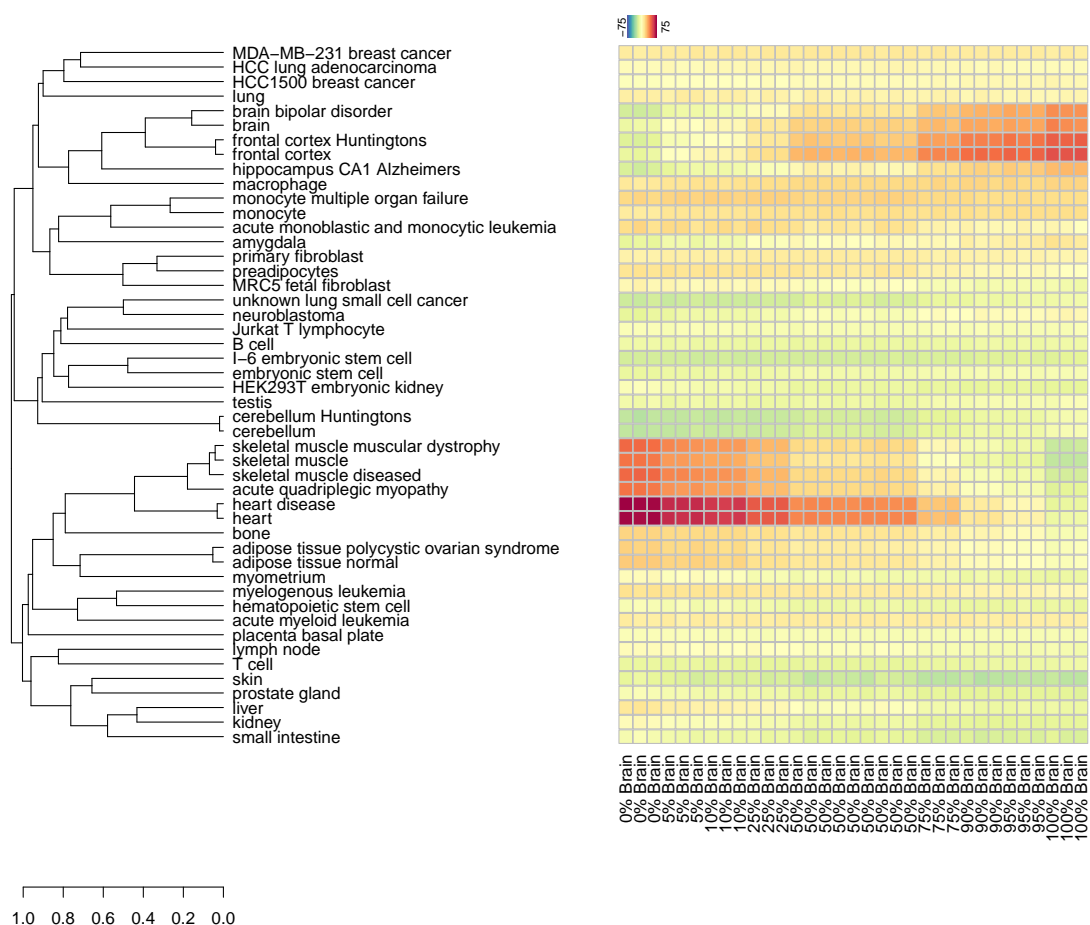 −75
75
MDA−MB−231 breast cancer
HCC lung adenocarcinoma
HCC1500 breast cancer
lung
brain bipolar disorder
brain
frontal cortex Huntingtons
frontal cortex
hippocampus CA1 Alzheimers
macrophage
monocyte multiple organ failure
monocyte
acute monoblastic and monocytic leukemia
amygdala
primary fibroblast
preadipocytes
MRC5 fetal fibroblast
unknown lung small cell cancer
neuroblastoma
Jurkat T lymphocyte
B cell
I−6 embryonic stem cell
embryonic stem cell
HEK293T embryonic kidney
testis
cerebellum Huntingtons
cerebellum
skeletal muscle muscular dystrophy
skeletal muscle
skeletal muscle diseased
acute quadriplegic myopathy
heart disease
heart
bone
adipose tissue polycystic ovarian syndrome
adipose tissue normal
myometrium
myelogenous leukemia
hematopoietic stem cell
acute myeloid leukemia
placenta basal plate
lymph node
T cell
skin
prostate gland
liver
kidney
small intestine
0% Brain
0% Brain
0% Brain
5% Brain
5% Brain
5% Brain
10% Brain
10% Brain
10% Brain
25% Brain
25% Brain
25% Brain
50% Brain
50% Brain
50% Brain
50% Brain
50% Brain
50% Brain
50% Brain
50% Brain
50% Brain
75% Brain
75% Brain
75% Brain
90% Brain
90% Brain
90% Brain
95% Brain
95% Brain
95% Brain
100% Brain
100% Brain
100% Brain
1.0 0.8 0.6 0.4 0.2 0.0